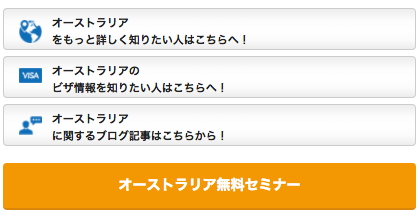 オーストラリア
をもっと詳しく知りたい人はこちらへ！
VISA
オーストラリアの
ビザ情報を知りたい人はこちらへ！
オーストラリア
に関するブログ記事はこちらから！
オーストラリア無料セミナー